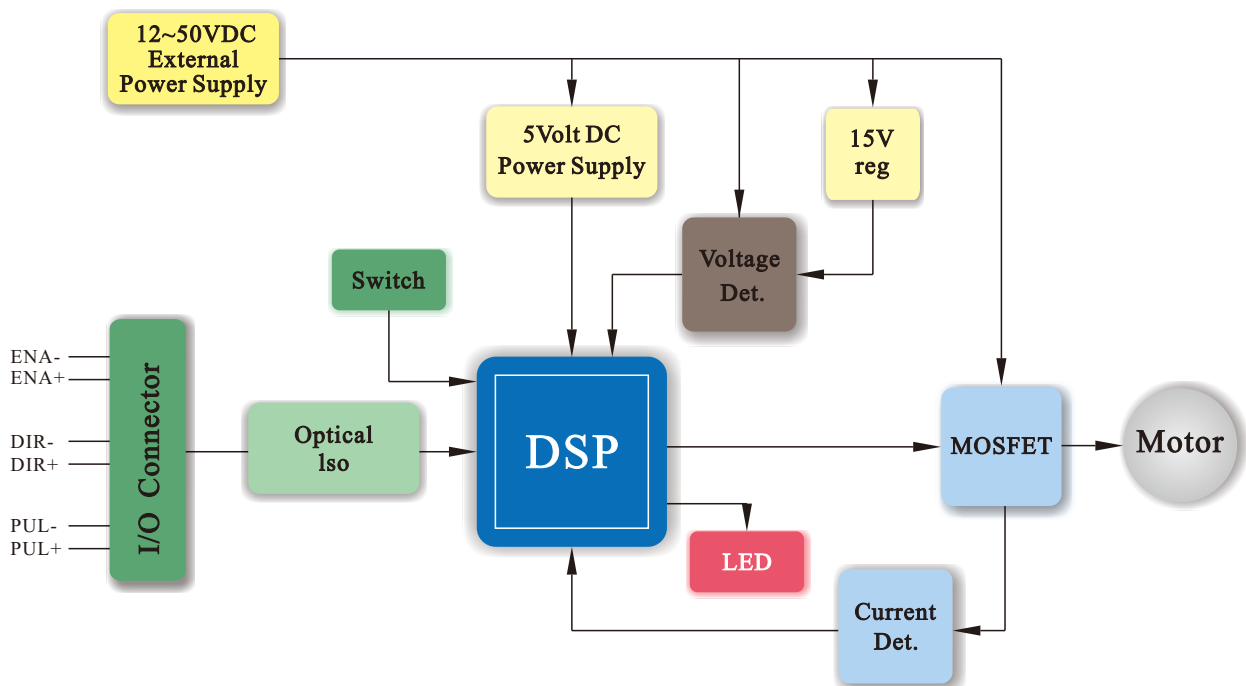 12~50VDC
External
Power Supply
5Volt DC
Power Supply
15V
reg
Voltage
Det.
Switch
ENA-
ENA+
DIR-
DIR+
PUL-
PUL+
I/O Connector
Optical
lso
DSP
MOSFET
Motor
LED
Current
Det.